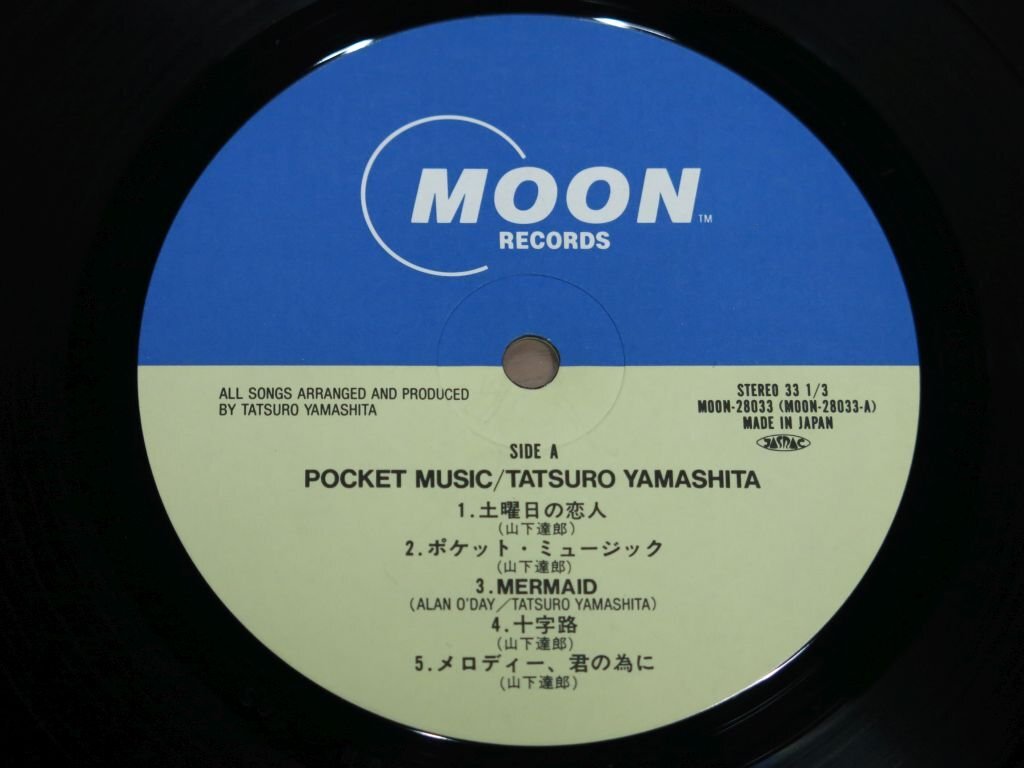 MOON™
RECORDS
ALL SONGS ARRANGED AND PRODUCED
BY TATSURO YAMASHITA
STEREO 33 1/3
MOON-28033 (MOON-28033-A)
MADE IN JAPAN
JASRAC
SIDE A
POCKET MUSIC/TATSURO YAMASHITA
1.土曜日の恋人
(山下達郎)
2.ポケット・ミュージック
(山下達郎)
3.MERMAID
(ALAN O'DAY/TATSURO YAMASHITA)
4.十字路
(山下達郎)
5.メロディー、君の為に
(山下達郎)